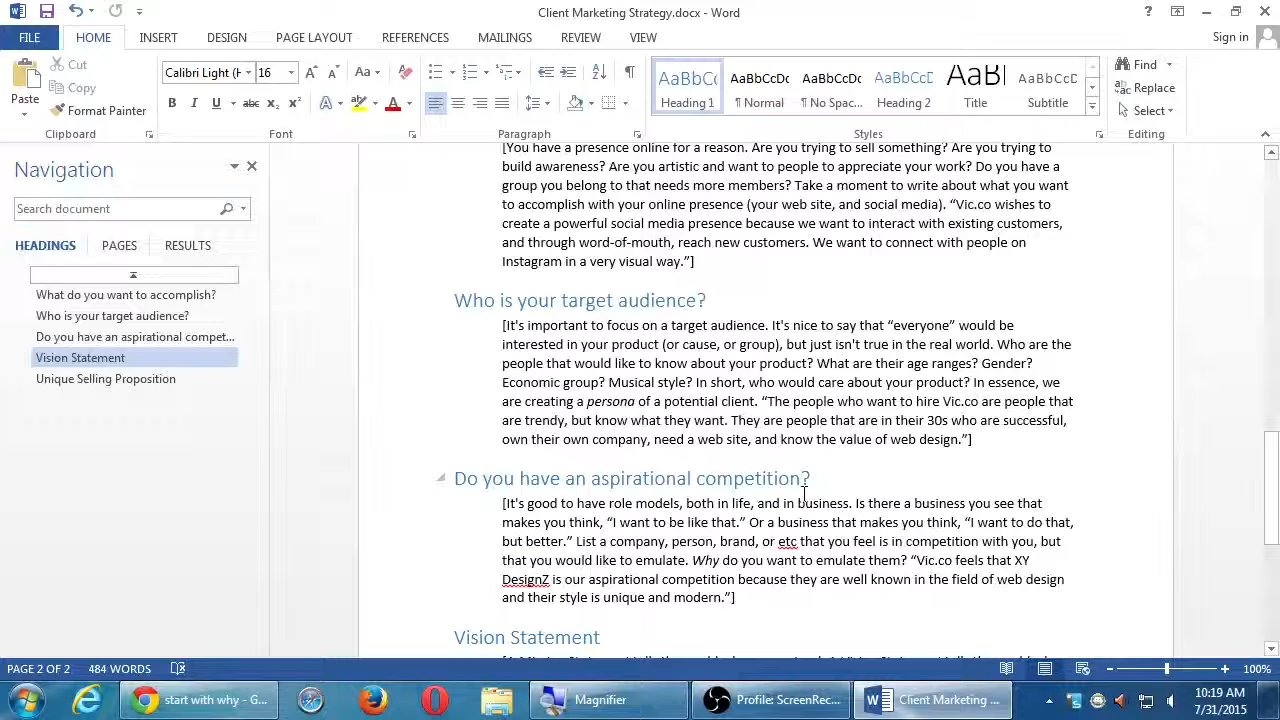 Client Marketing Strategy.docx - Word
FILE HOME INSERT DESIGN PAGE LAYOUT REFERENCES MAILINGS REVIEW VIEW
Sign in
Paste
Cut
Copy
Format Painter
Clipboard
Calibri Light (H 16
Font
Paragraph
AaBbCc AaBbCcDc AaBbCcDc AaBbCcD AaBl AaBbCcD
Heading 1 ¶ Normal ¶ No Spac... Heading 2 Title Subtitle
Styles
Find
Replace
Select
Editing
Navigation
Search document
HEADINGS PAGES RESULTS
What do you want to accomplish?
Who is your target audience?
Do you have an aspirational compet...
Vision Statement
Unique Selling Proposition
[You have a presence online for a reason. Are you trying to sell something? Are you trying to
build awareness? Are you artistic and want to people to appreciate your work? Do you have a
group you belong to that needs more members? Take a moment to write about what you want
to accomplish with your online presence (your web site, and social media). “Vic.co wishes to
create a powerful social media presence because we want to interact with existing customers,
and through word-of-mouth, reach new customers. We want to connect with people on
Instagram in a very visual way.”]
Who is your target audience?
[It's important to focus on a target audience. It's nice to say that “everyone” would be
interested in your product (or cause, or group), but just isn't true in the real world. Who are the
people that would like to know about your product? What are their age ranges? Gender?
Economic group? Musical style? In short, who would care about your product? In essence, we
are creating a persona of a potential client. “The people who want to hire Vic.co are people that
are trendy, but know what they want. They are people that are in their 30s who are successful,
own their own company, need a web site, and know the value of web design.”]
Do you have an aspirational competition?
[It's good to have role models, both in life, and in business. Is there a business you see that
makes you think, “I want to be like that.” Or a business that makes you think, “I want to do that,
but better.” List a company, person, brand, or etc that you feel is in competition with you, but
that you would like to emulate. Why do you want to emulate them? “Vic.co feels that XY
DesignZ is our aspirational competition because they are well known in the field of web design
and their style is unique and modern.”]
Vision Statement
PAGE 2 OF 2 484 WORDS
100%
start with why - G...
Magnifier
Profile: ScreenRec...
Client Marketing ...
10:19 AM
7/31/2015